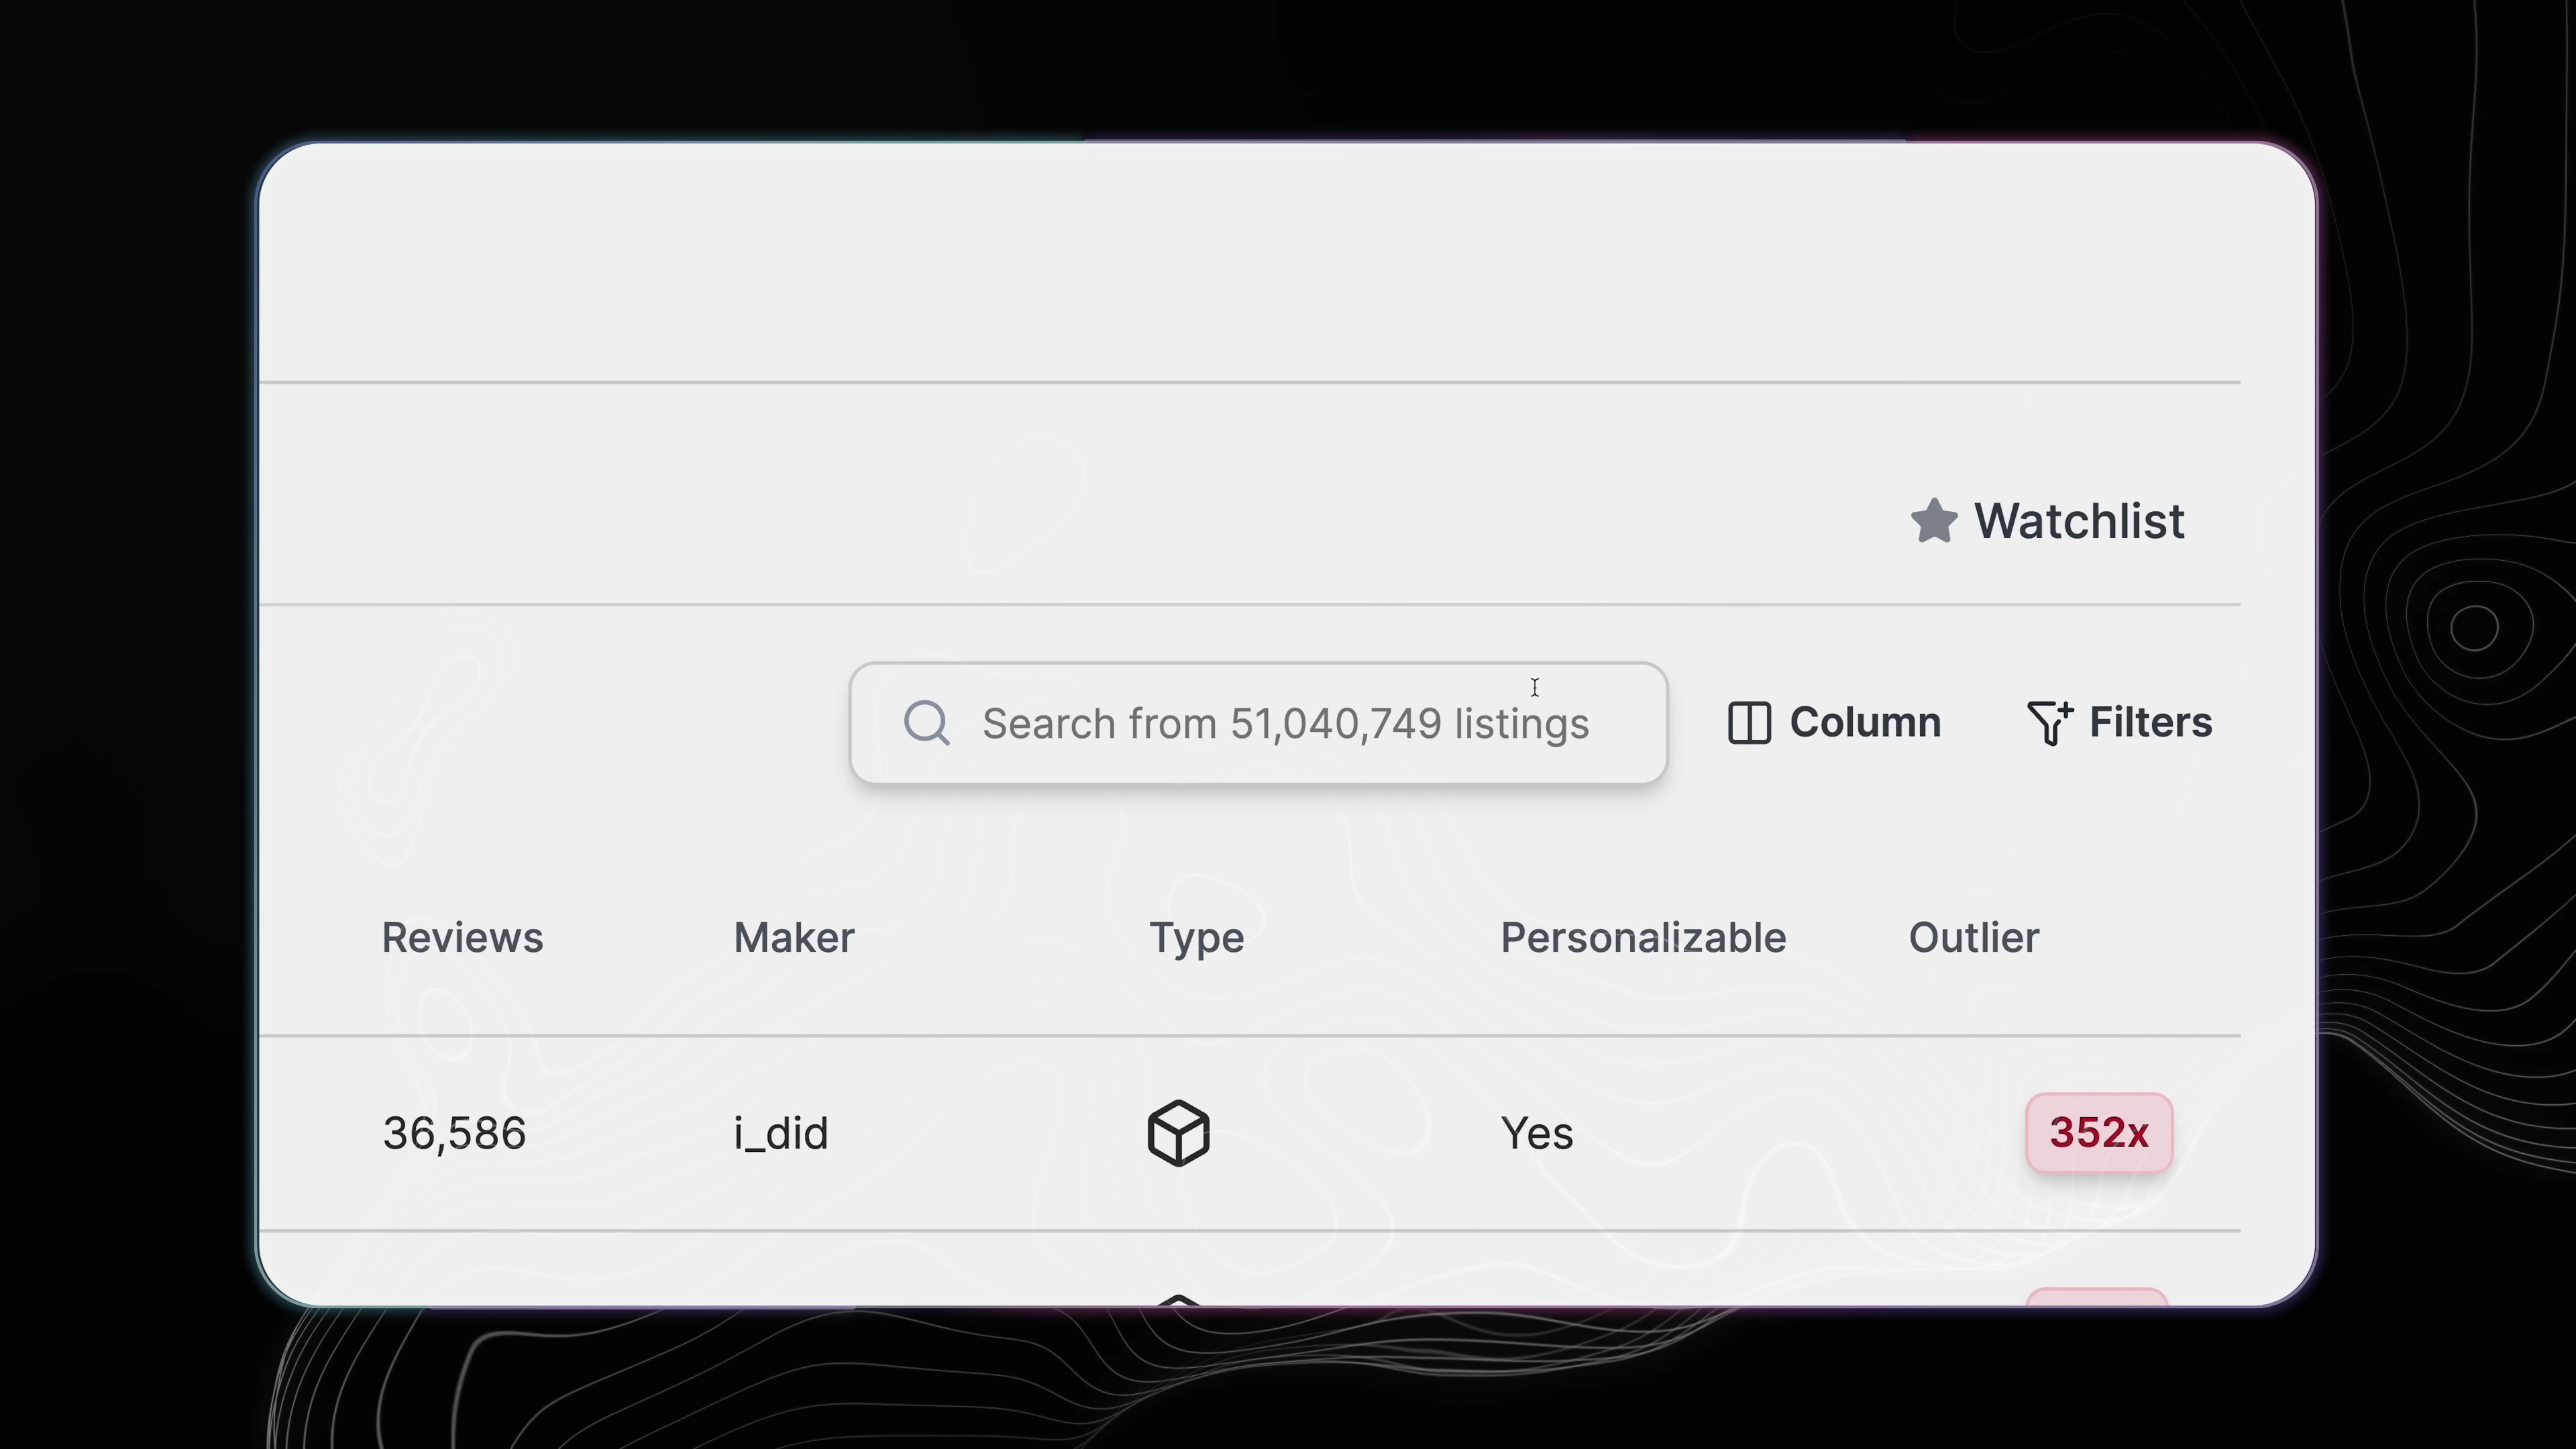 Watchlist
Search from 51,040,749 listings
Column
Filters
Reviews Maker Type Personalizable Outlier
36,586 i_did Yes 352x